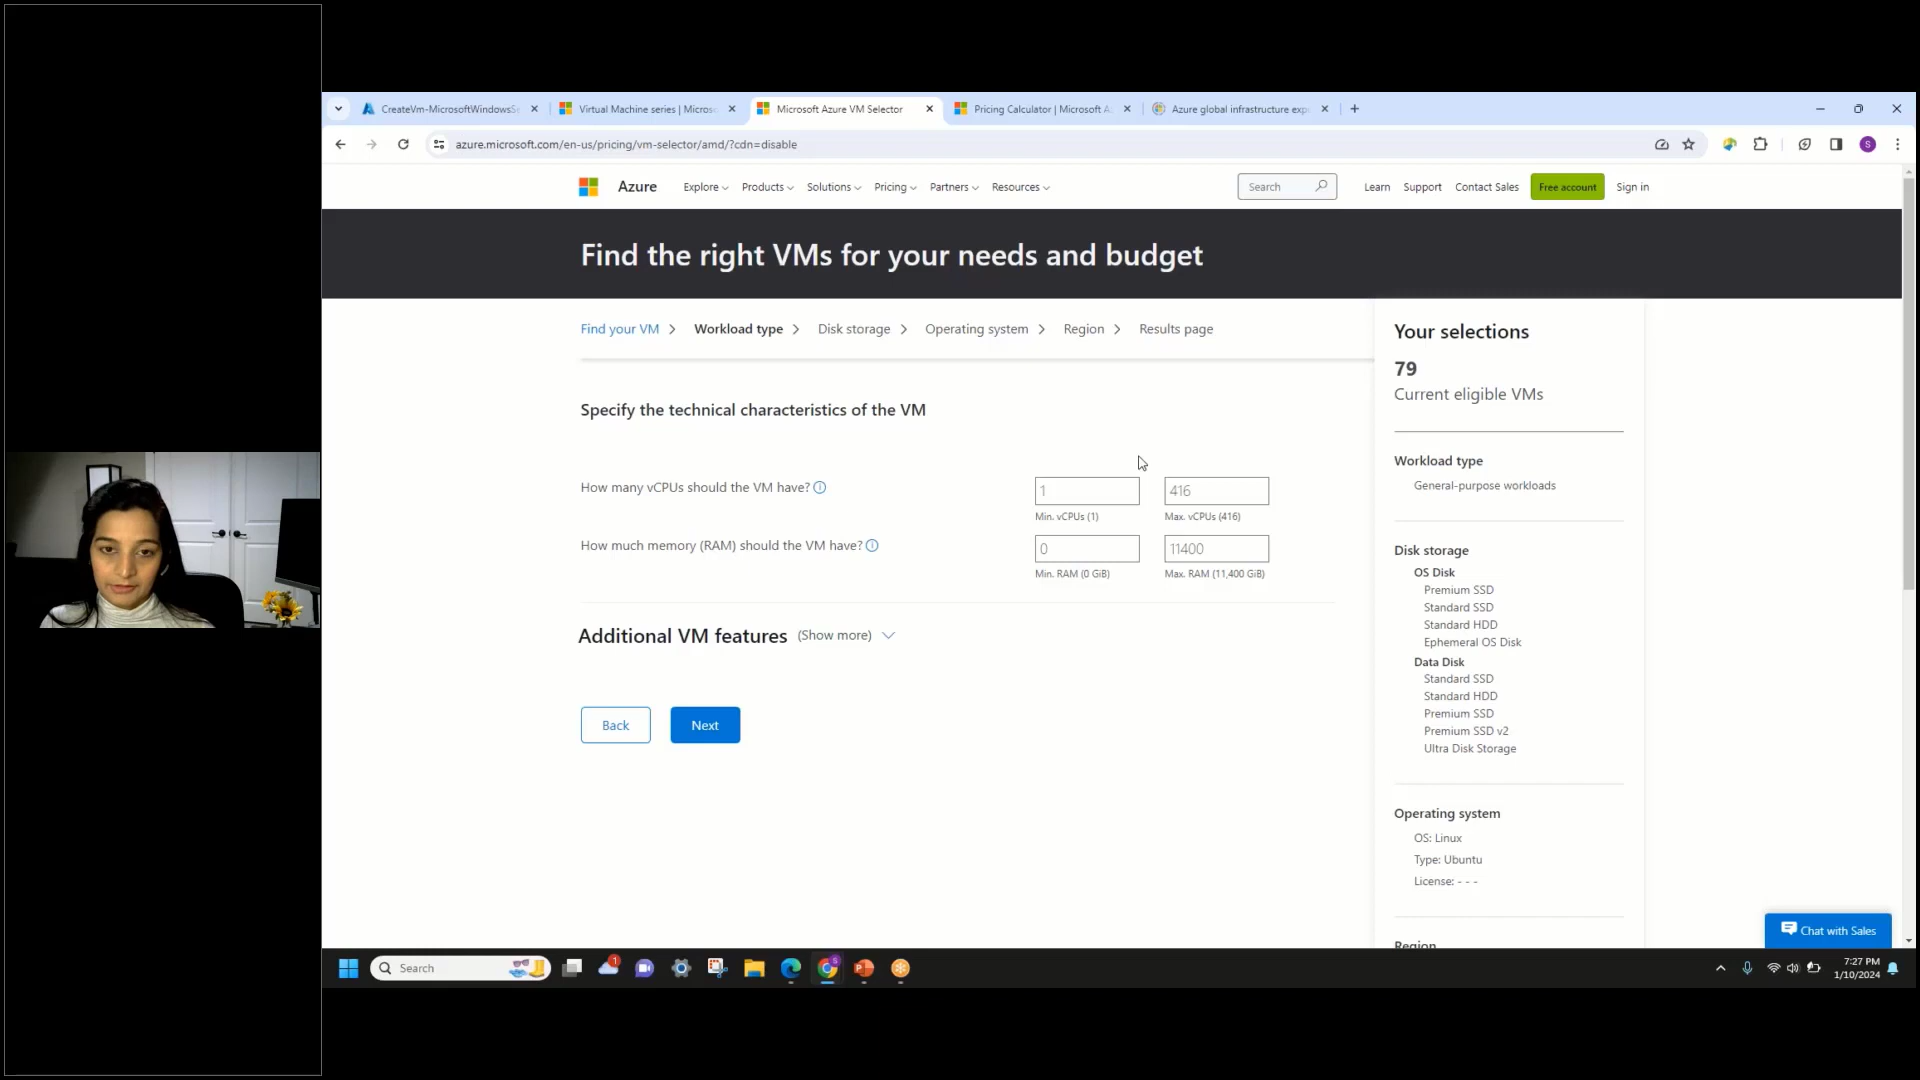 CreateVm-MicrosoftWindowsSe
Virtual Machine series | Micros
Microsoft Azure VM Selector
Pricing Calculator | Microsoft A
Azure global infrastructure exp
azure.microsoft.com/en-us/pricing/vm-selector/amd/?cdn=disable
S
Azure
Explore
Products
Solutions
Pricing
Partners
Resources
Search
Learn
Support
Contact Sales
Free account
Sign in
Find the right VMs for your needs and budget
Find your VM
Workload type
Disk storage
Operating system
Region
Results page
Specify the technical characteristics of the VM
How many vCPUs should the VM have?
1
416
Min. vCPUs (1)
Max. vCPUs (416)
How much memory (RAM) should the VM have?
0
11400
Min. RAM (0 GiB)
Max. RAM (11,400 GiB)
Additional VM features (Show more)
Back
Next
Your selections
79
Current eligible VMs
Workload type
General-purpose workloads
Disk storage
OS Disk
Premium SSD
Standard SSD
Standard HDD
Ephemeral OS Disk
Data Disk
Standard SSD
Standard HDD
Premium SSD
Premium SSD v2
Ultra Disk Storage
Operating system
OS: Linux
Type: Ubuntu
License: - - -
Region
Chat with Sales
Search
1
7:27 PM
1/10/2024